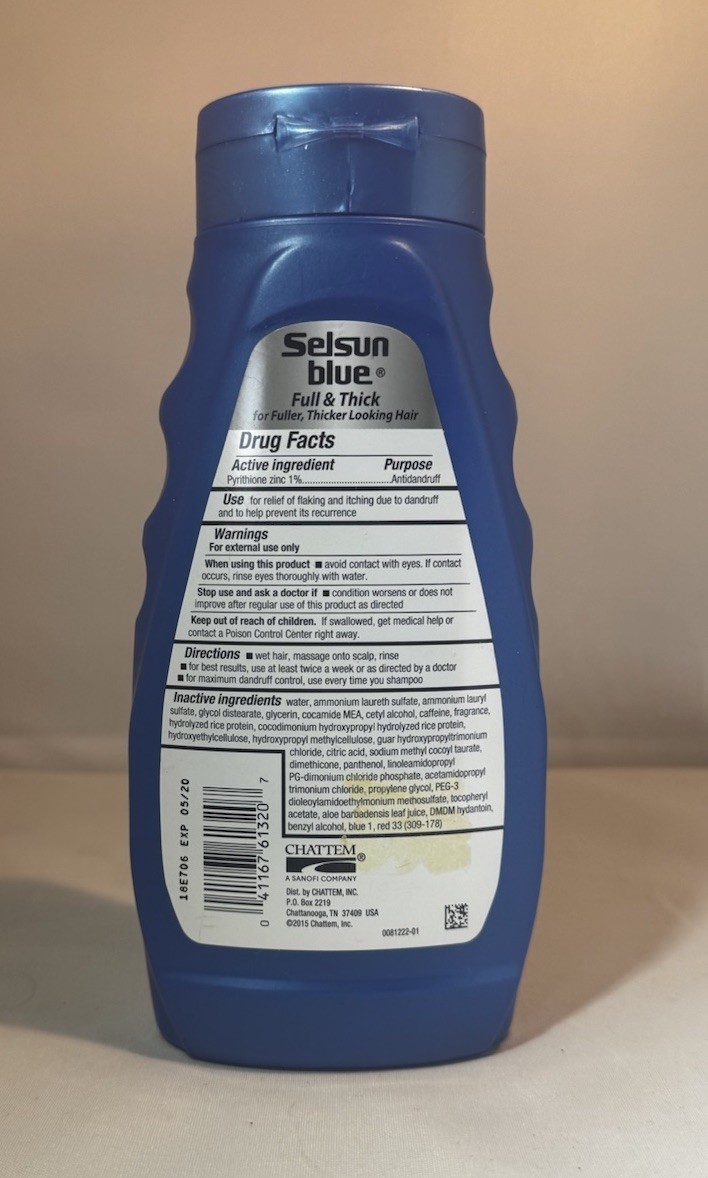 Selsun
blue®
Full & Thick
for Fuller, Thicker Looking Hair
Drug Facts
Active ingredient Purpose
Pyrithione zinc 1%................................Antidandruff
Use for relief of flaking and itching due to dandruff
and to help prevent its recurrence
Warnings
For external use only
When using this product ■ avoid contact with eyes. If contact
occurs, rinse eyes thoroughly with water.
Stop use and ask a doctor if ■ condition worsens or does not
improve after regular use of this product as directed
Keep out of reach of children. If swallowed, get medical help or
contact a Poison Control Center right away.
Directions ■ wet hair, massage onto scalp, rinse
■ for best results, use at least twice a week or as directed by a doctor
■ for maximum dandruff control, use every time you shampoo
Inactive ingredients water, ammonium laureth sulfate, ammonium lauryl
sulfate, glycol distearate, glycerin, cocamide MEA, cetyl alcohol, caffeine, fragrance,
hydrolyzed rice protein, cocodimonium hydroxypropyl hydrolyzed rice protein,
hydroxyethylcellulose, hydroxypropyl methylcellulose, guar hydroxypropyltrimonium
chloride, citric acid, sodium methyl cocoyl taurate,
dimethicone, panthenol, linoleamidopropyl
PG-dimonium chloride phosphate, acetamidopropyl
trimonium chloride, propylene glycol, PEG-3
dioleoylamidoethylmonium methosulfate, tocopheryl
acetate, aloe barbadensis leaf juice, DMDM hydantoin,
benzyl alcohol, blue 1, red 33 (309-178)
18E706 EXP 05/20
0 41167 61320 7
CHATTEM®
A SANOFI COMPANY
Dist. by CHATTEM, INC.
P.O. Box 2219
Chattanooga, TN 37409 USA
©2015 Chattem, Inc.
0081222-01